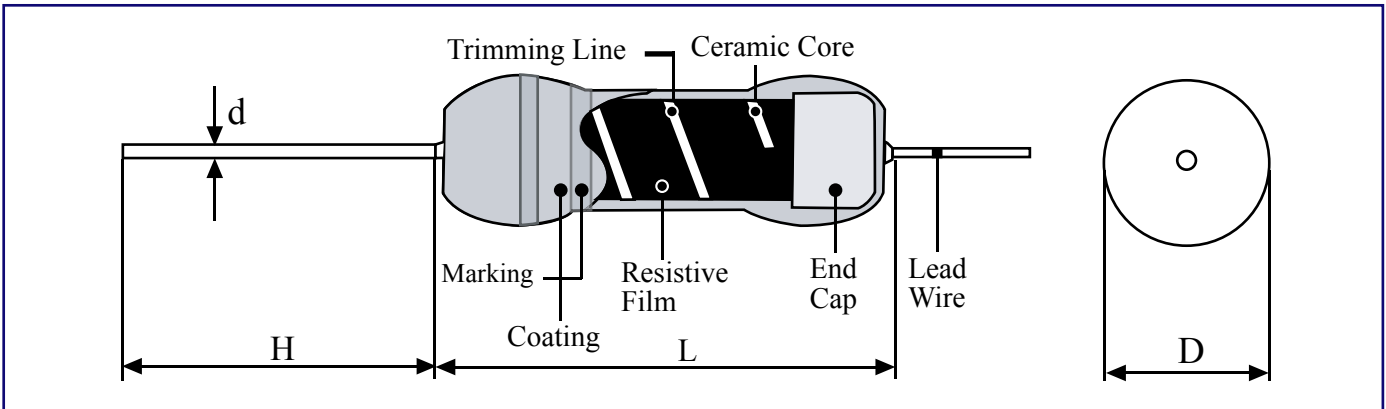 Trimming Line
Ceramic Core
d
Marking
Coating
Resistive
Film
End
Cap
Lead
Wire
H
L
D